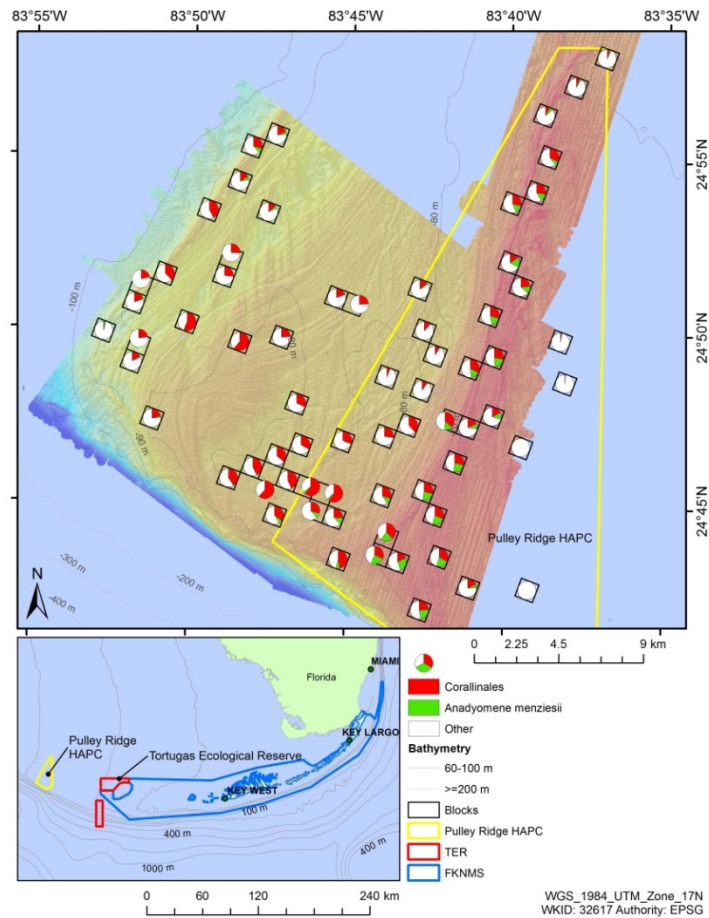 83°55'W 83°50'W 83°45'W 83°40'W 83°35'W
24°55'N
-80 m
-100 m
24°50'N
-80 m
-90 m
24°45'N
Pulley Ridge HAPC
-300 m
-200 m
-400 m
N
0 2.25 4.5 9 km
Florida
MIAMI
KEY LARGO
Pulley Ridge
HAPC
Tortugas Ecological Reserve
KEY WEST
100 m
400 m
400 m
1000 m
Corallinales
Anadyomene menziesii
Other
Bathymetry
60-100 m
>=200 m
Blocks
Pulley Ridge HAPC
TER
FKNMS
0 60 120 240 km
WGS_1984_UTM_Zone_17N
WKID: 32617 Authority: EPSG